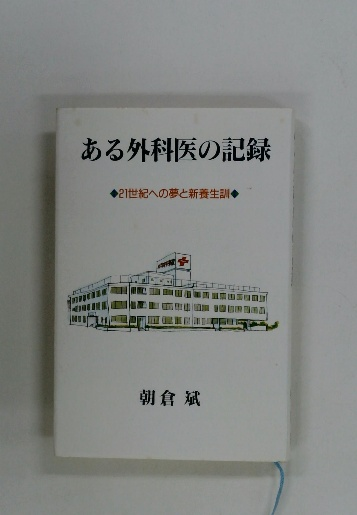 ある外科医の記録
◆21世紀への夢と新養生訓◆
朝倉 斌